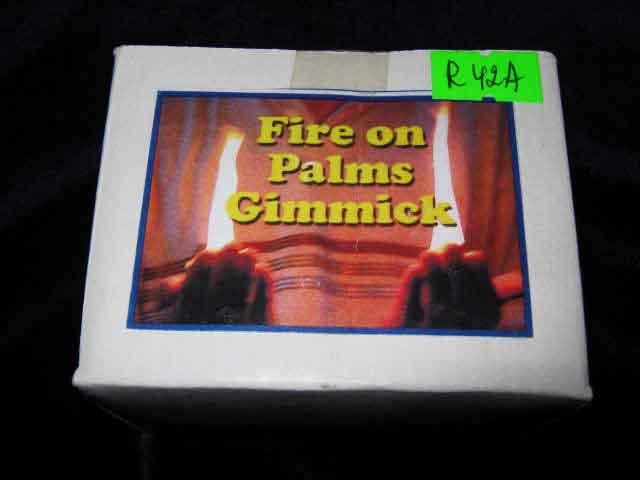 R 42A
Fire on
Palms
Gimmick